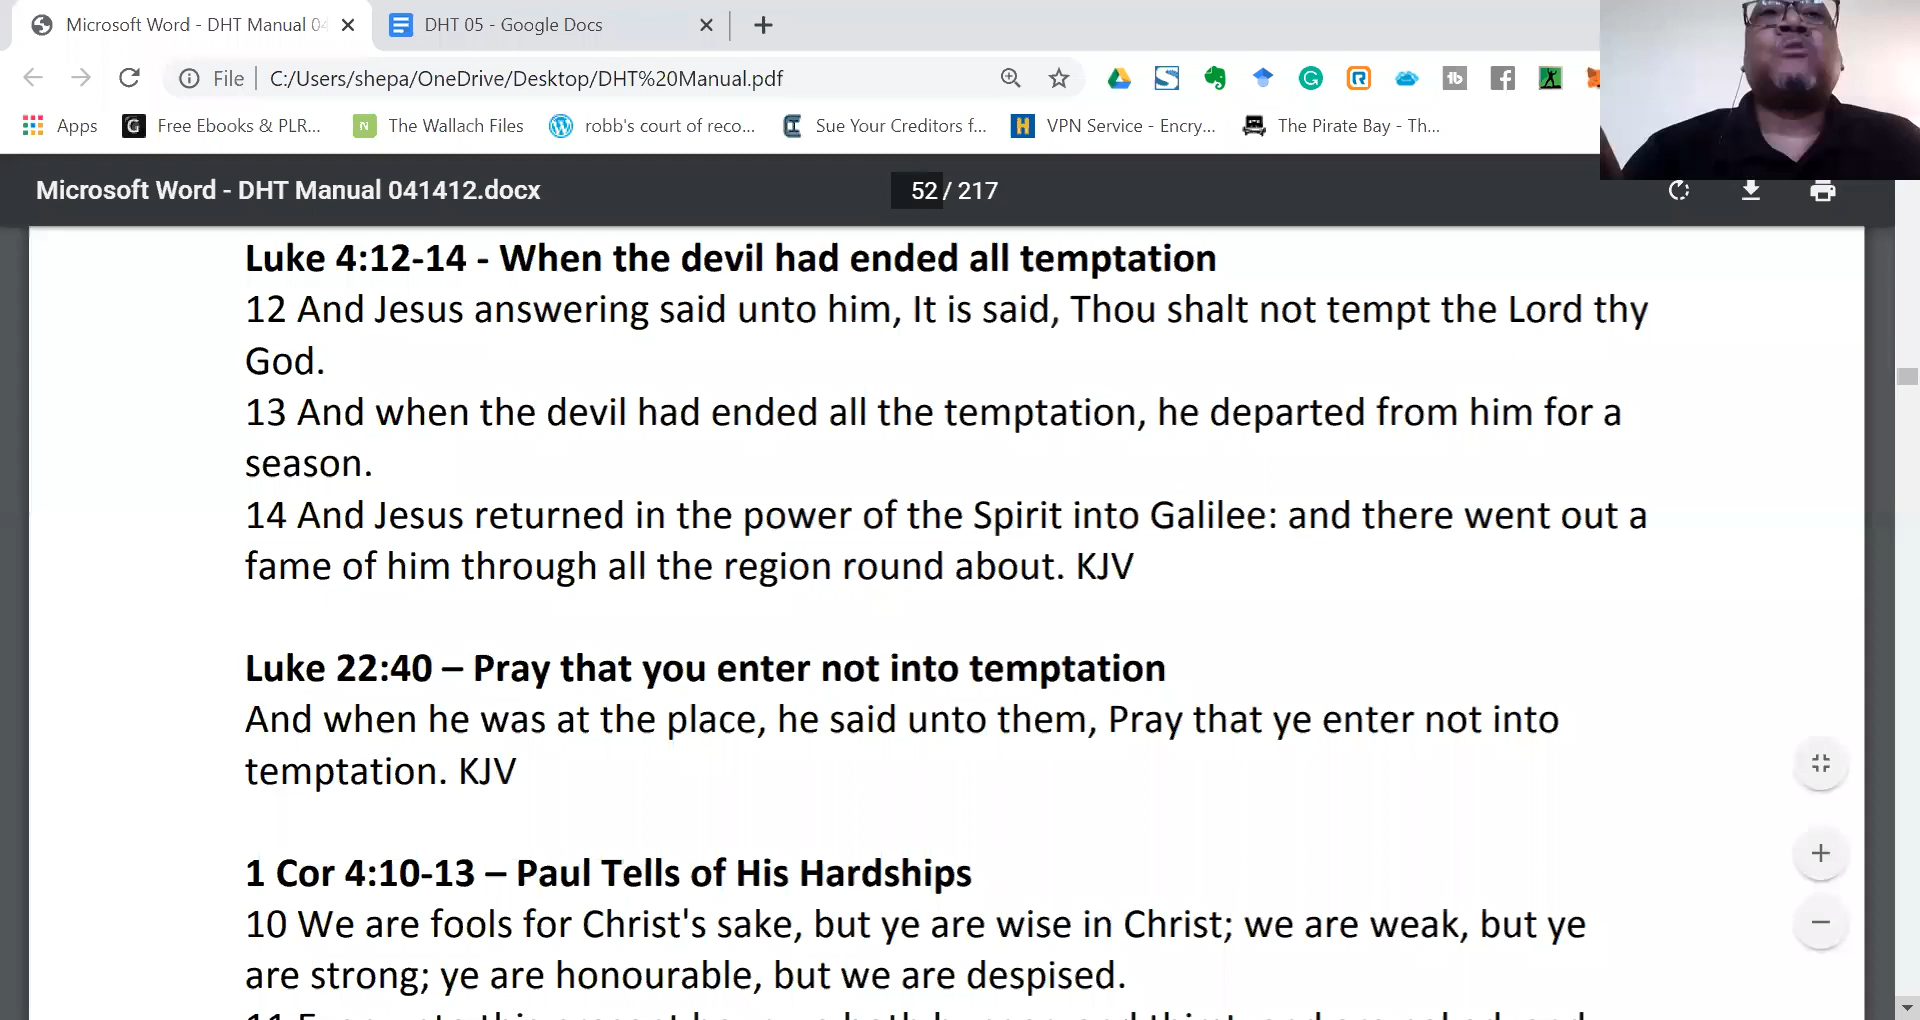 Microsoft Word - DHT Manual 04
DHT 05 - Google Docs
File C:/Users/shepa/OneDrive/Desktop/DHT%20Manual.pdf
Apps Free Ebooks & PLR... The Wallach Files robb's court of reco... Sue Your Creditors f... VPN Service - Encry... The Pirate Bay - Th...
Microsoft Word - DHT Manual 041412.docx 52 / 217
Luke 4:12-14 - When the devil had ended all temptation
12 And Jesus answering said unto him, It is said, Thou shalt not tempt the Lord thy
God.
13 And when the devil had ended all the temptation, he departed from him for a
season.
14 And Jesus returned in the power of the Spirit into Galilee: and there went out a
fame of him through all the region round about. KJV
Luke 22:40 – Pray that you enter not into temptation
And when he was at the place, he said unto them, Pray that ye enter not into
temptation. KJV
1 Cor 4:10-13 – Paul Tells of His Hardships
10 We are fools for Christ's sake, but ye are wise in Christ; we are weak, but ye
are strong; ye are honourable, but we are despised.